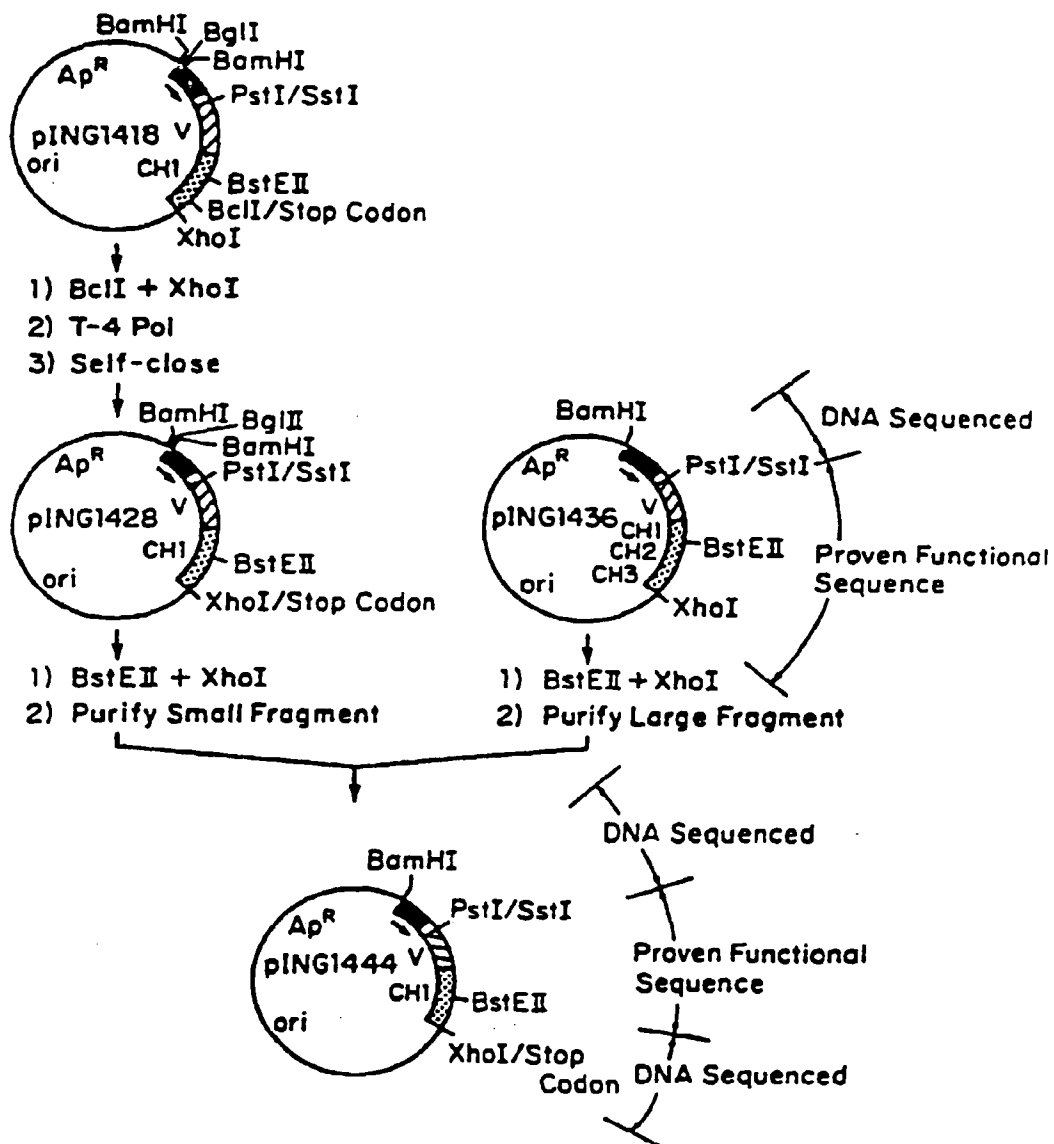 BamHI
BglI
BamHI
Ap^R
PstI/SstI
pING1418
V
ori
CH1
BstEII
BclI/Stop Codon
XhoI
1) BclI + XhoI
2) T-4 Pol
3) Self-close
BamHI
BglII
BamHI
Ap^R
PstI/SstI
V
pING1428
CH1
BstEII
ori
XhoI/Stop Codon
1) BstEII + XhoI
2) Purify Small Fragment
BamHI
Ap^R
PstI/SstI
V
pING1436
CH1
CH2
CH3
BstEII
ori
XhoI
DNA Sequenced
Proven Functional
Sequence
1) BstEII + XhoI
2) Purify Large Fragment
BamHI
Ap^R
PstI/SstI
pING1444
V
CH1
BstEII
ori
XhoI/Stop
Codon
DNA Sequenced
Proven Functional
Sequence
DNA Sequenced